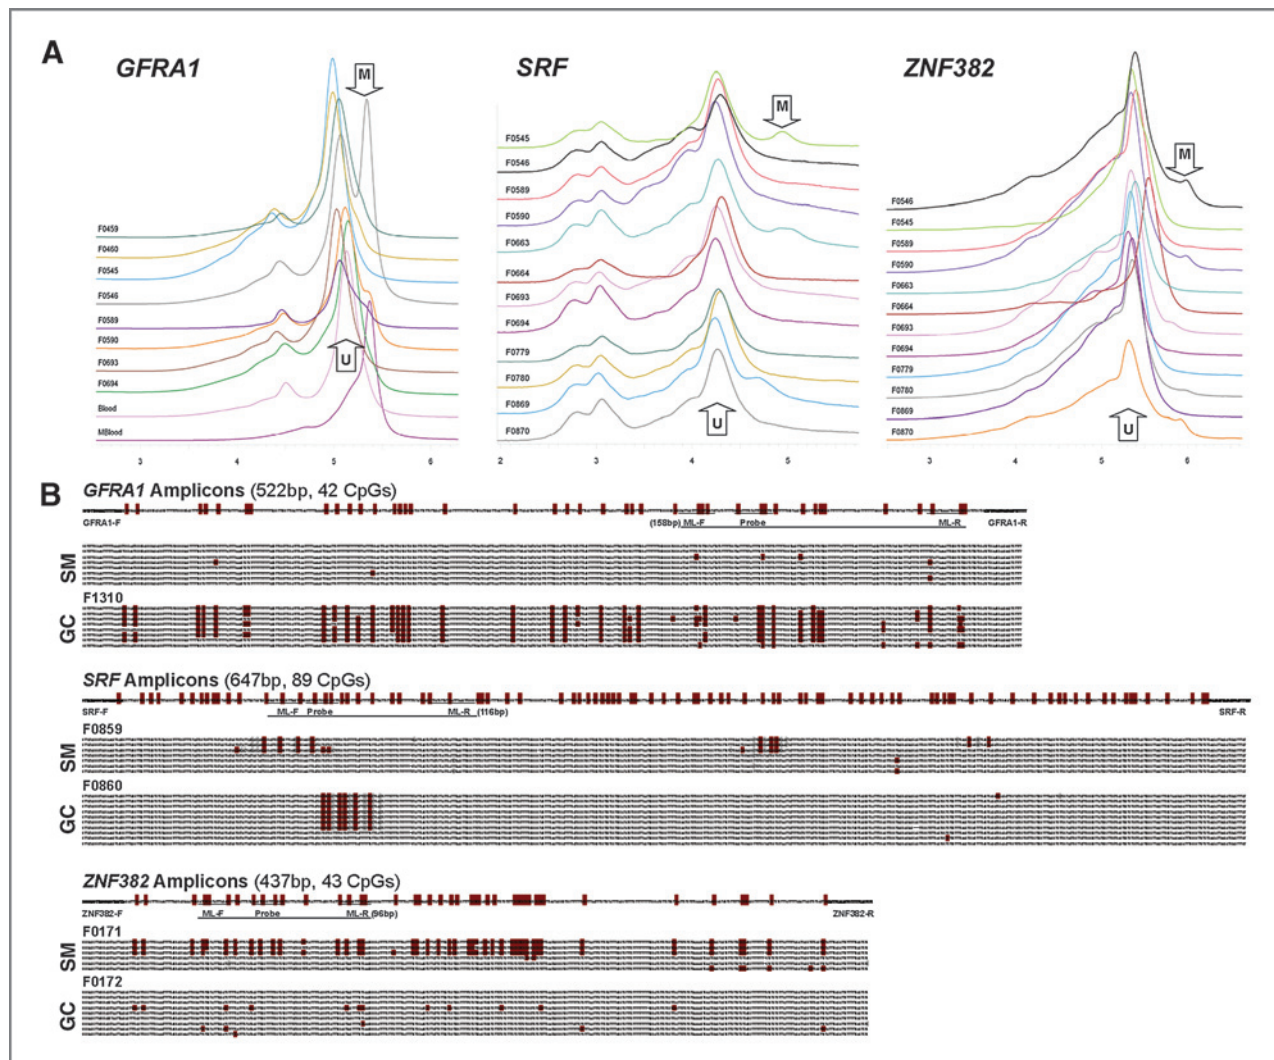 A
GFRA1
SRF
ZNF382
M
F0459
F0460
F0545
F0546
F0589
F0590
F0693
F0694
Blood
MBlood
U
3 4 5 6
M
F0545
F0546
F0589
F0590
F0663
F0664
F0693
F0694
F0779
F0780
F0869
F0870
U
2 3 4 5
M
F0546
F0545
F0589
F0590
F0663
F0664
F0693
F0694
F0779
F0780
F0869
F0870
U
2 3 4 5 6
B
GFRA1 Amplicons (522bp, 42 CpGs)
GFRA1-F (158bp) ML-F Probe ML-R GFRA1-R
SM
F1310
GC
SRF Amplicons (647bp, 89 CpGs)
SRF-F ML-F Probe ML-R (116bp) SRF-R
F0859
SM
F0860
GC
ZNF382 Amplicons (437bp, 43 CpGs)
ZNF382-F ML-F Probe ML-R (96bp) ZNF382-R
F0171
SM
F0172
GC